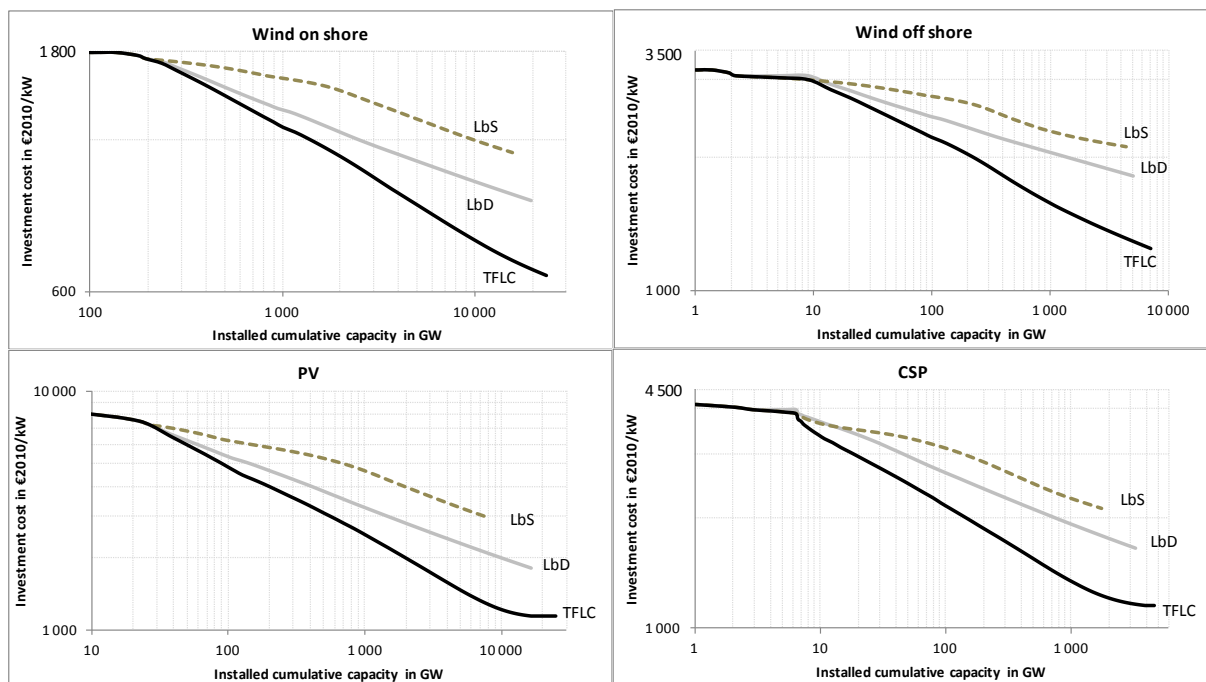 Wind on shore
1 800
600
Investment cost in €2010/kW
LbS
LbD
TFLC
100
1 000
10 000
Installed cumulative capacity in GW
Wind off shore
3 500
1 000
Investment cost in €2010/kW
LbS
LbD
TFLC
1
10
100
1 000
10 000
Installed cumulative capacity in GW
PV
10 000
1 000
Investment cost in €2010/kW
LbS
LbD
TFLC
10
100
1 000
10 000
Installed cumulative capacity in GW
CSP
4 500
1 000
Investment cost in €2010/kW
LbS
LbD
TFLC
1
10
100
1 000
Installed cumulative capacity in GW